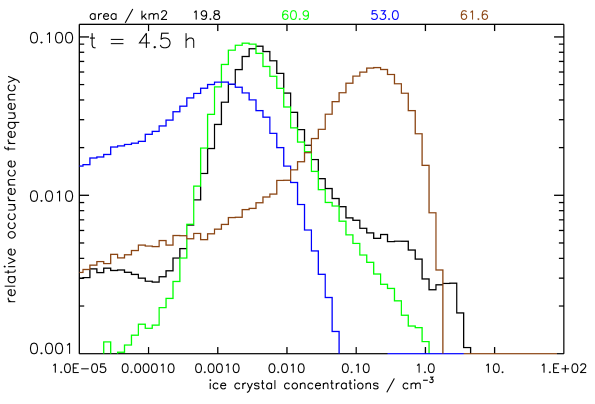 area / km2 19.8 60.9 53.0 61.6
t = 4.5 h
0.100
0.010
0.001
relative occurence frequency
1.0E-05 0.00010 0.0010 0.010 0.10 1.0 10. 1.E+02
ice crystal concentrations / cm⁻³